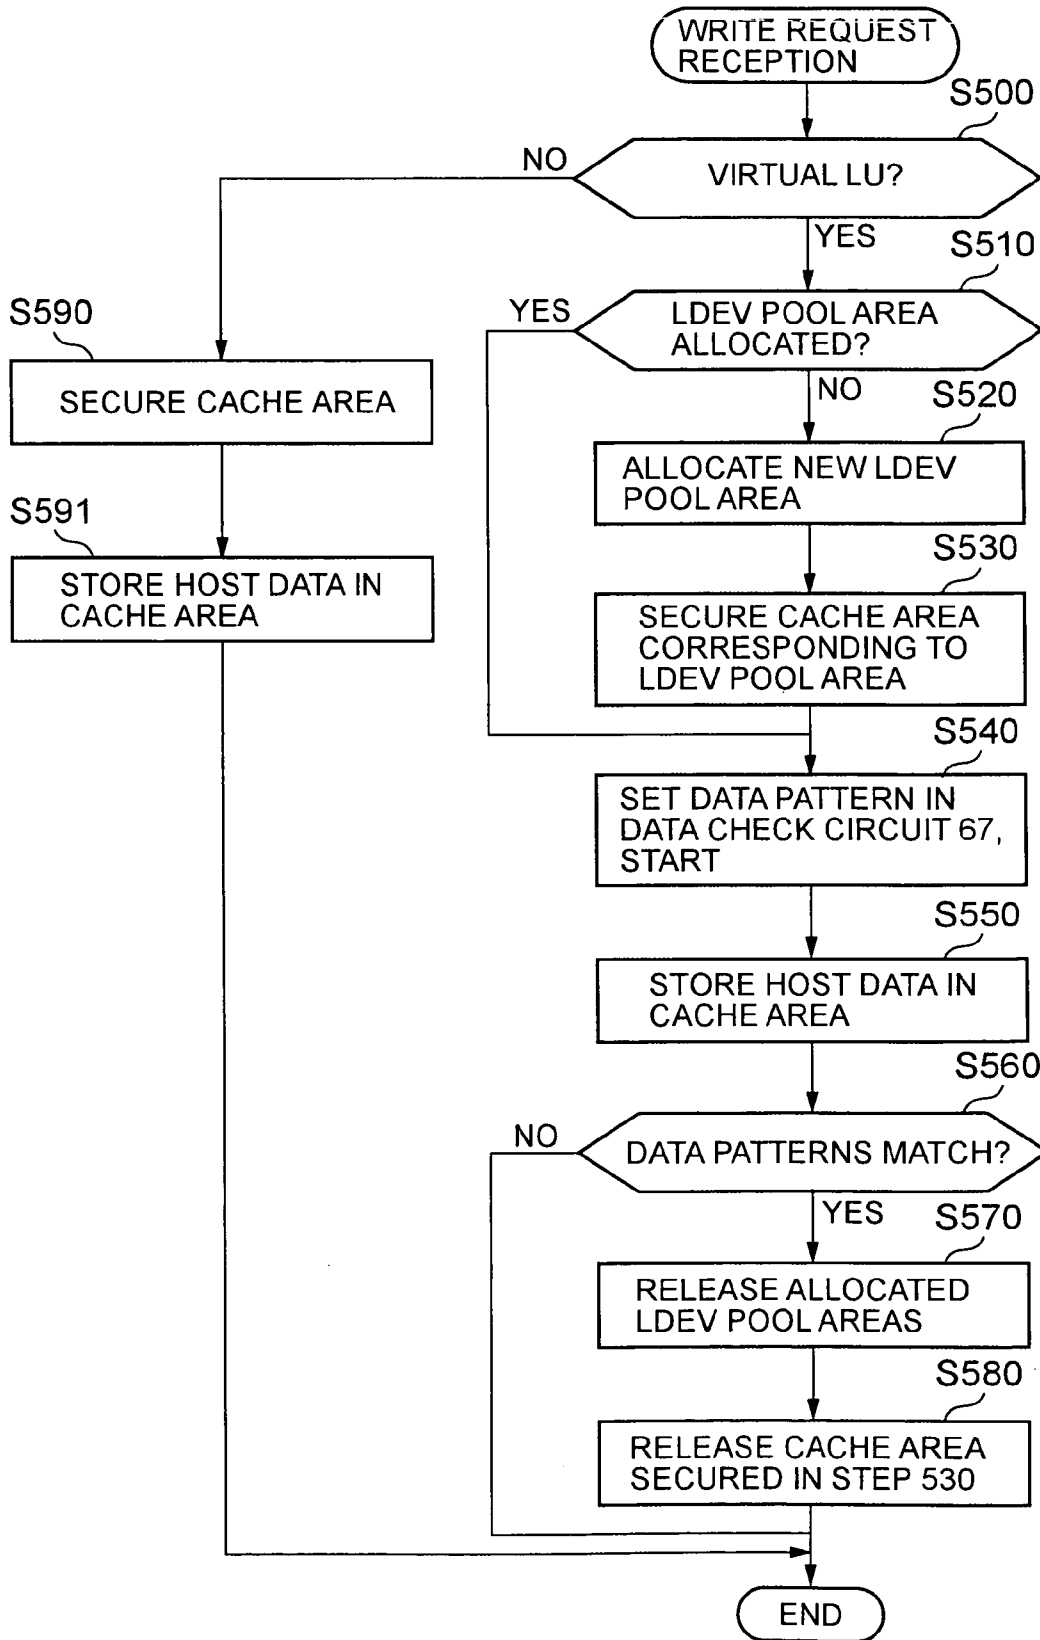 WRITE REQUEST
RECEPTION
S500
NO
VIRTUAL LU?
YES
S510
YES
LDEV POOL AREA
ALLOCATED?
S590
NO
S520
SECURE CACHE AREA
ALLOCATE NEW LDEV
POOL AREA
S591
S530
STORE HOST DATA IN
CACHE AREA
SECURE CACHE AREA
CORRESPONDING TO
LDEV POOL AREA
S540
SET DATA PATTERN IN
DATA CHECK CIRCUIT 67,
START
S550
STORE HOST DATA IN
CACHE AREA
S560
NO
DATA PATTERNS MATCH?
YES
S570
RELEASE ALLOCATED
LDEV POOL AREAS
S580
RELEASE CACHE AREA
SECURED IN STEP 530
END